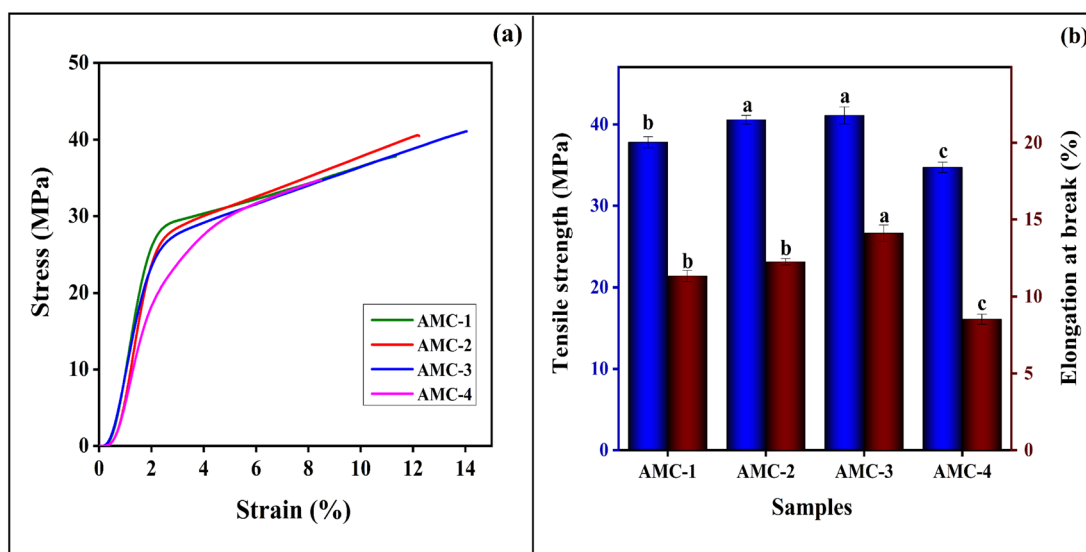 (a)
50
40
30
20
10
0
Stress (MPa)
AMC-1
AMC-2
AMC-3
AMC-4
0 2 4 6 8 10 12 14
Strain (%)
(b)
Tensile strength (MPa)
40
30
20
10
0
b a a c
b b a c
20
15
10
5
0
Elongation at break (%)
AMC-1 AMC-2 AMC-3 AMC-4
Samples